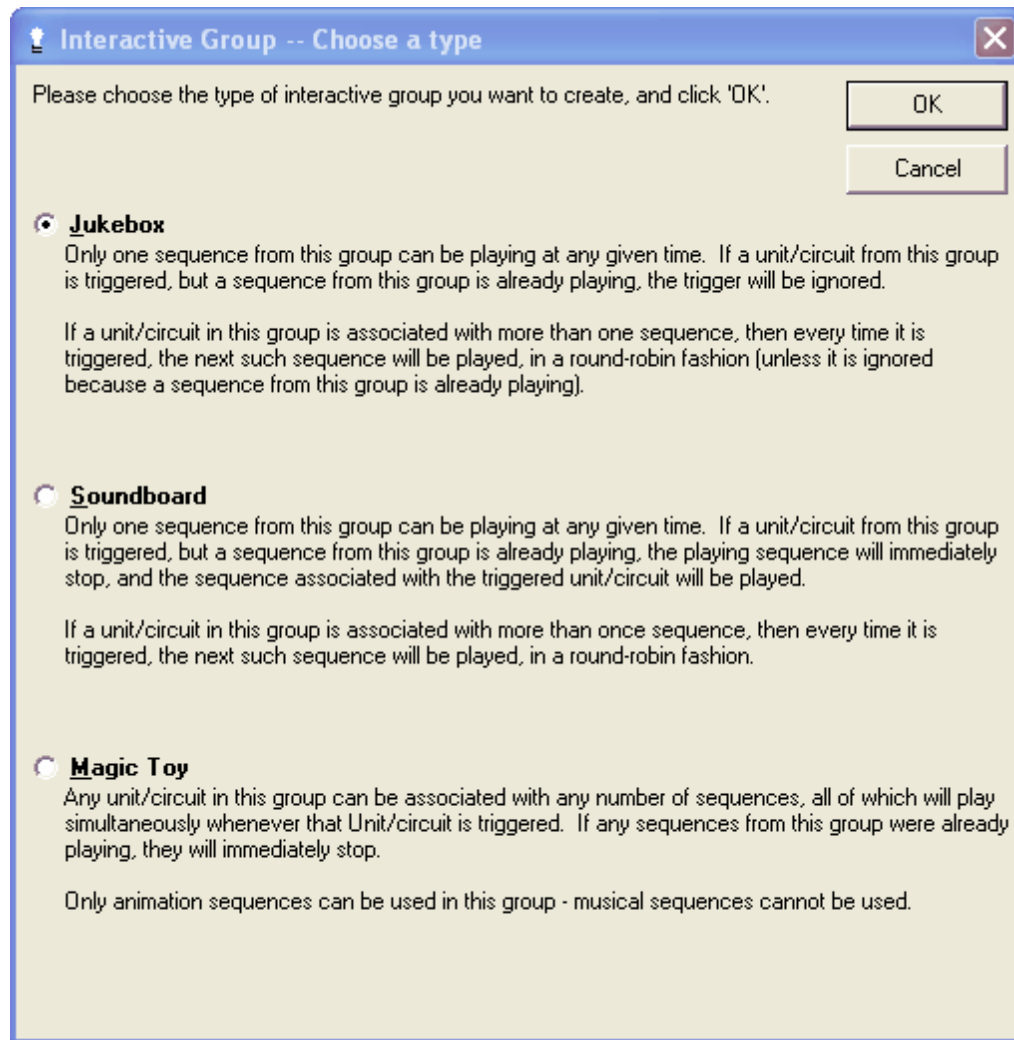 Interactive Group -- Choose a type
Please choose the type of interactive group you want to create, and click 'OK'.
OK
Cancel
Jukebox
Only one sequence from this group can be playing at any given time.  If a unit/circuit from this group
is triggered, but a sequence from this group is already playing, the trigger will be ignored.
If a unit/circuit in this group is associated with more than one sequence, then every time it is
triggered, the next such sequence will be played, in a round-robin fashion (unless it is ignored
because a sequence from this group is already playing).
Soundboard
Only one sequence from this group can be playing at any given time.  If a unit/circuit from this group
is triggered, but a sequence from this group is already playing, the playing sequence will immediately
stop, and the sequence associated with the triggered unit/circuit will be played.
If a unit/circuit in this group is associated with more than once sequence, then every time it is
triggered, the next such sequence will be played, in a round-robin fashion.
Magic Toy
Any unit/circuit in this group can be associated with any number of sequences, all of which will play
simultaneously whenever that Unit/circuit is triggered.  If any sequences from this group were already
playing, they will immediately stop.
Only animation sequences can be used in this group - musical sequences cannot be used.